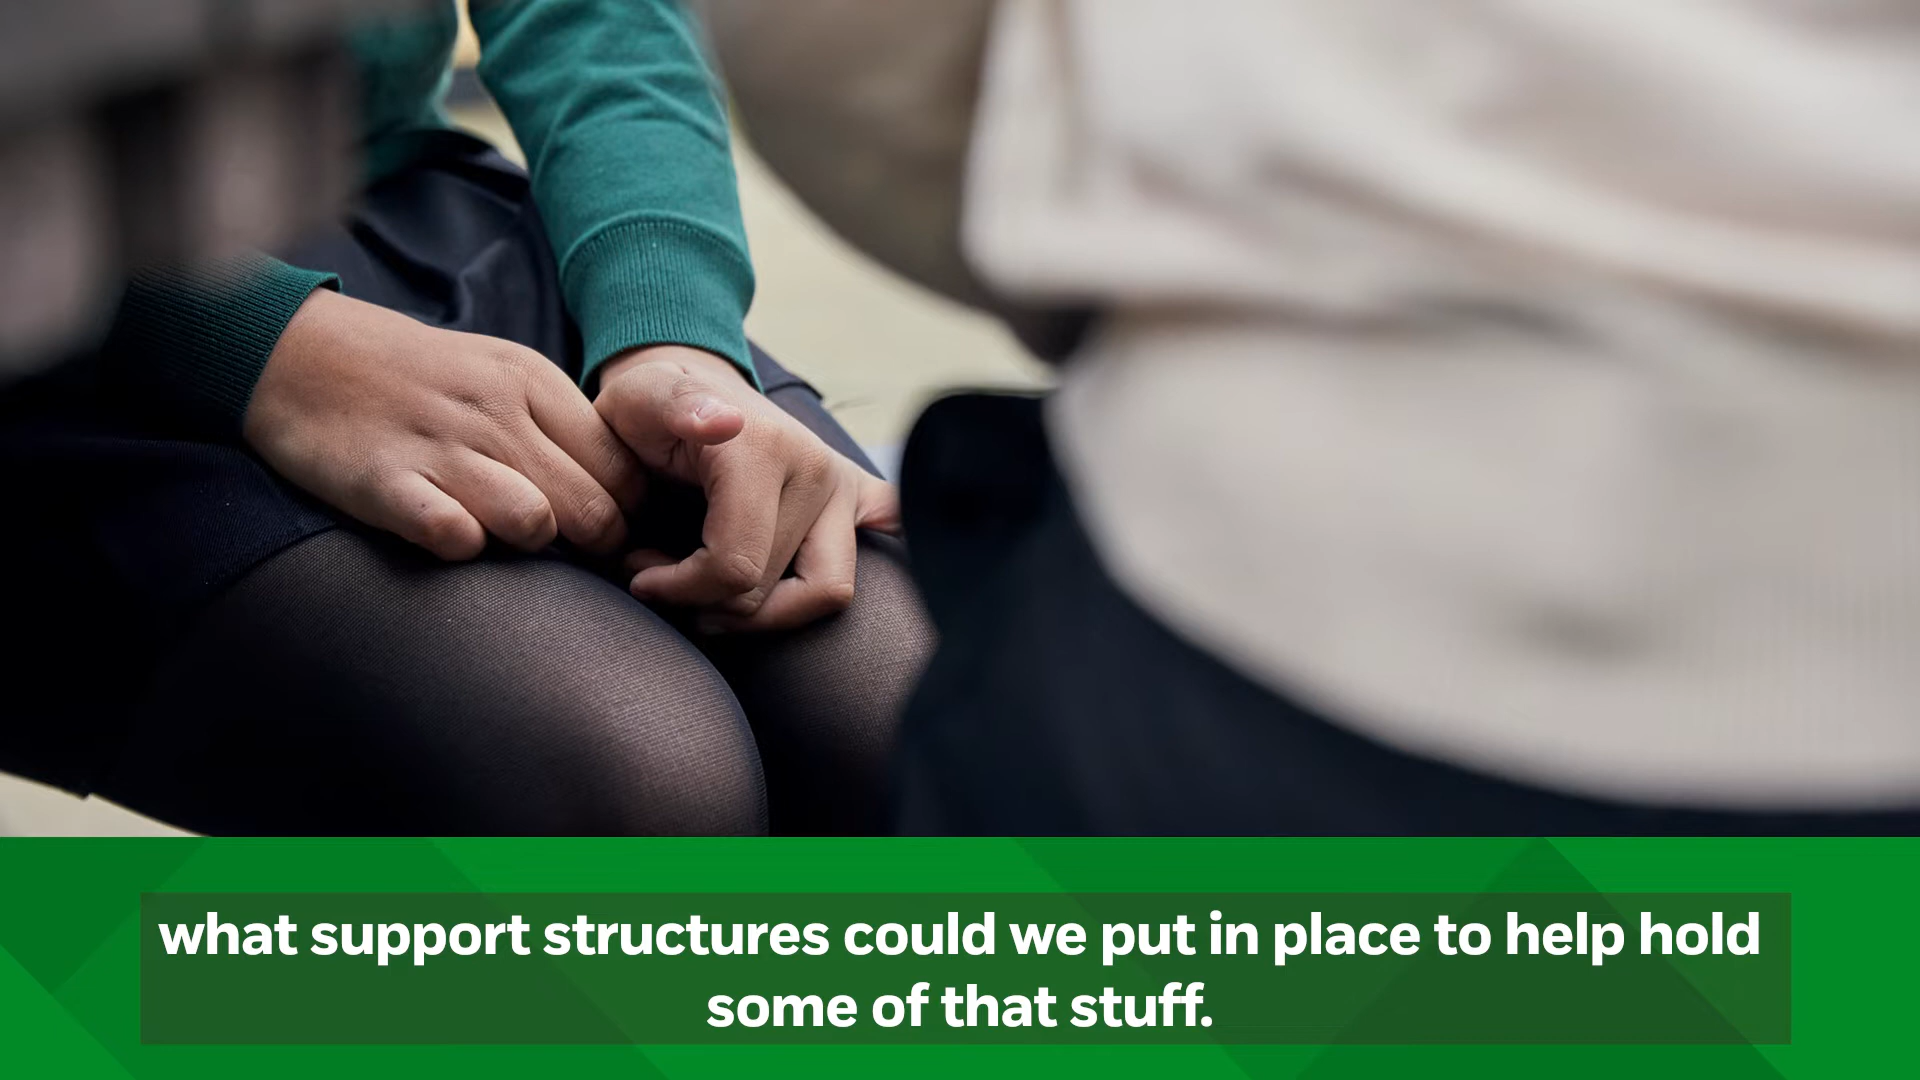 what support structures could we put in place to help hold
some of that stuff.